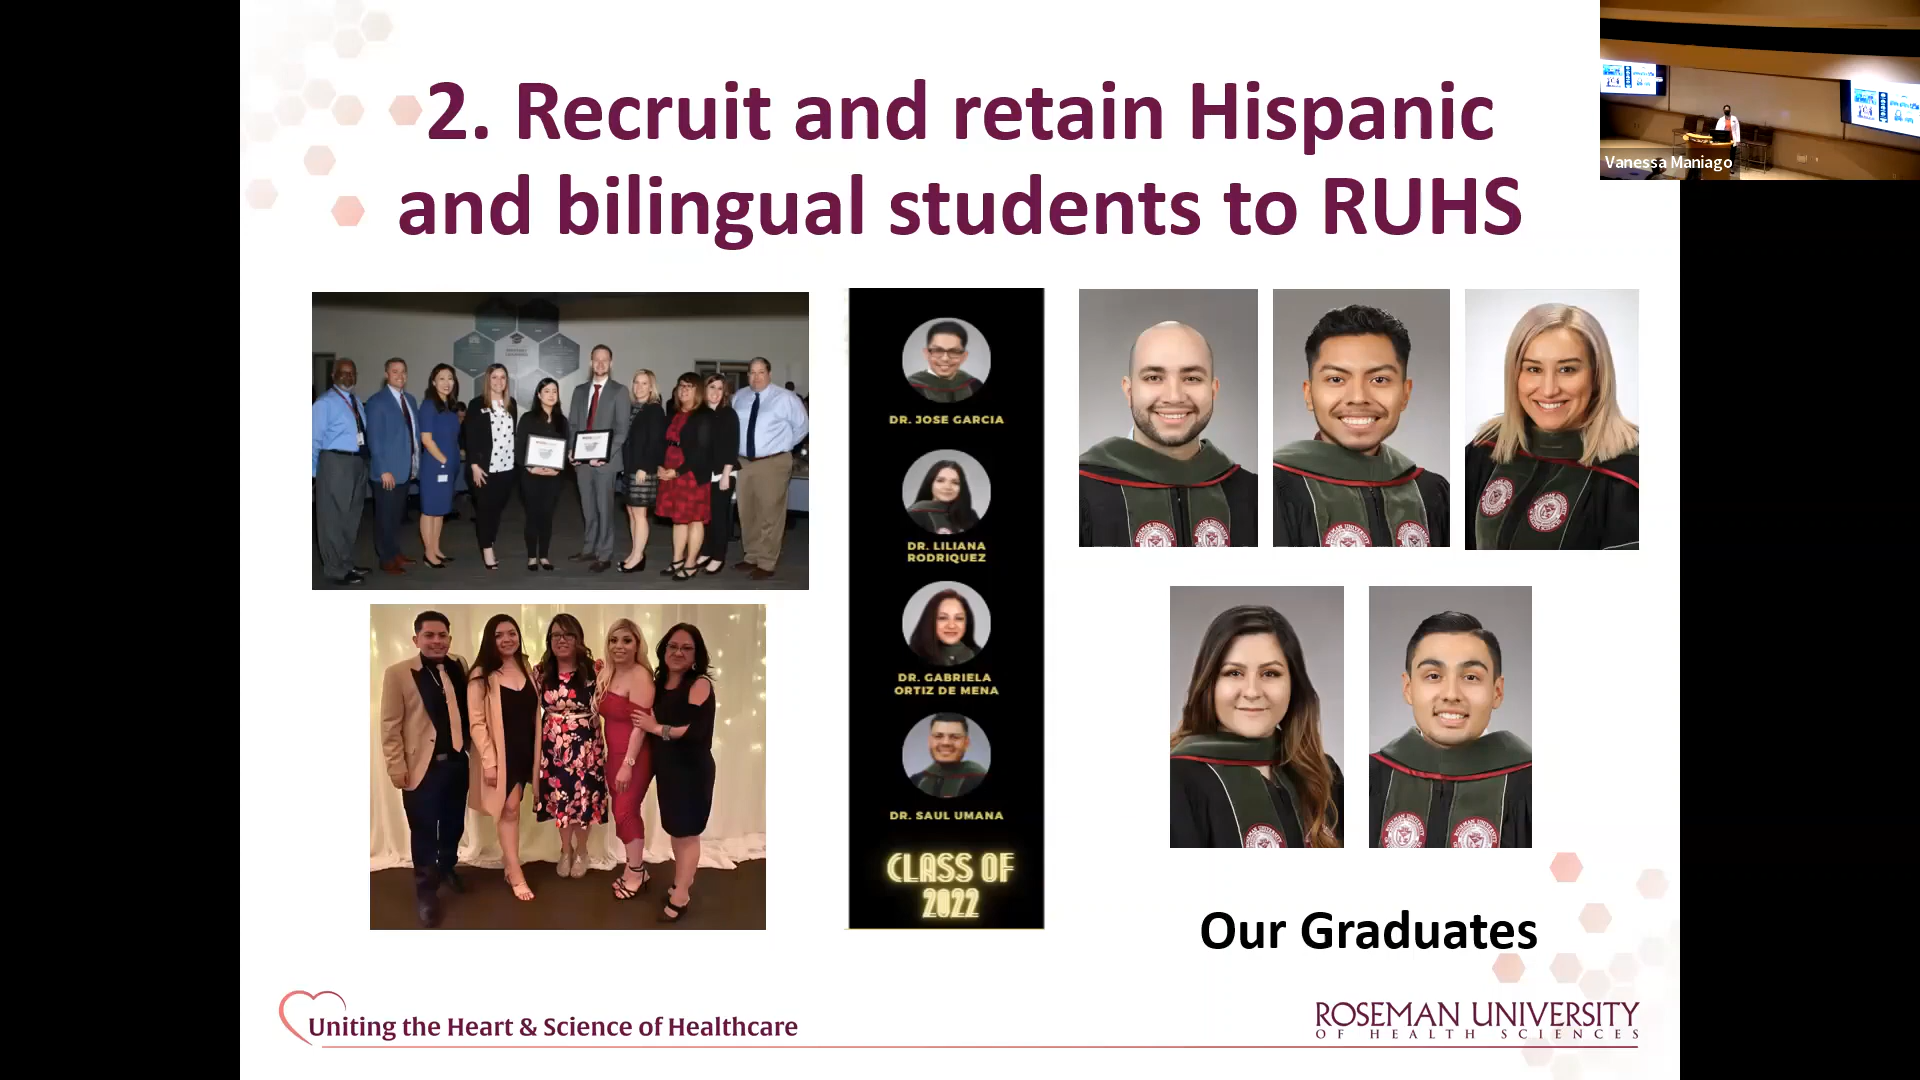 2. Recruit and retain Hispanic
and bilingual students to RUHS
Vanessa Maniago
DR. JOSE GARCIA
DR. LILIANA
RODRIQUEZ
DR. GABRIELA
ORTIZ DE MENA
DR. SAUL UMANA
CLASS OF
2022
Our Graduates
Uniting the Heart & Science of Healthcare
ROSEMAN UNIVERSITY
OF HEALTH SCIENCES